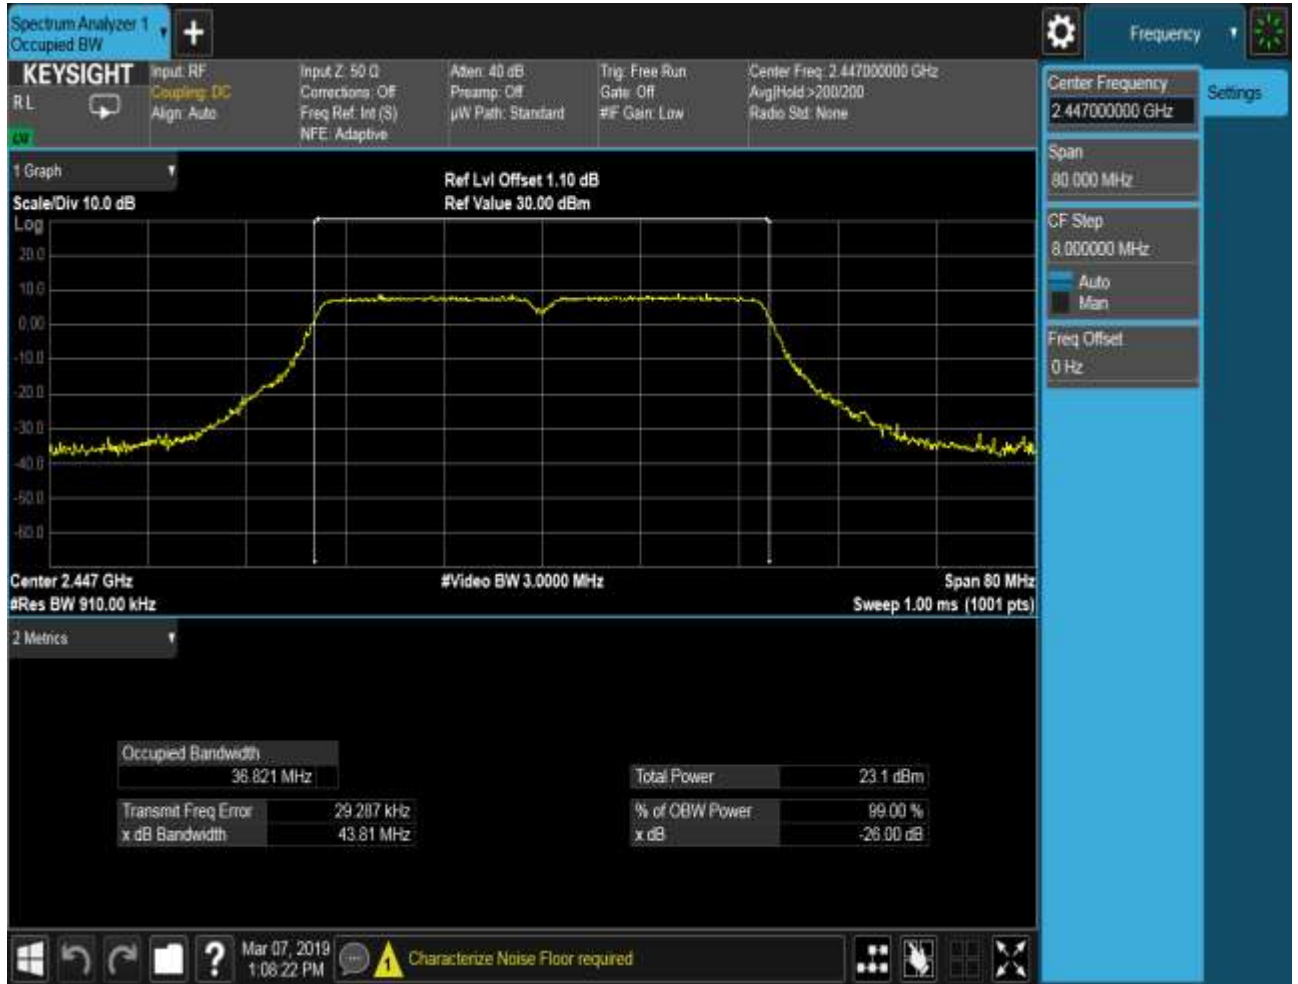 Spectrum Analyzer 1
Occupied BW
Frequency
KEYSIGHT
R L
Input: RF
Coupling: DC
Align: Auto
Input Z: 50 Ω
Corrections: Off
Freq Ref: Int (S)
NFE: Adaptive
Atten: 40 dB
Preamp: Off
µW Path: Standard
Trig: Free Run
Gate: Off
#IF Gain: Low
Center Freq: 2.447000000 GHz
Avg|Hold:>200/200
Radio Std: None
Center Frequency
2.447000000 GHz
Settings
Span
80.000 MHz
CF Step
8.000000 MHz
Auto
Man
Freq Offset
0 Hz
1 Graph
Scale/Div 10.0 dB
Ref Lvl Offset 1.10 dB
Ref Value 30.00 dBm
Log
20.0
10.0
0.00
-10.0
-20.0
-30.0
-40.0
-50.0
-60.0
Center 2.447 GHz
#Video BW 3.0000 MHz
Span 80 MHz
#Res BW 910.00 kHz
Sweep 1.00 ms (1001 pts)
2 Metrics
Occupied Bandwidth
36.821 MHz
Total Power 23.1 dBm
Transmit Freq Error 29.287 kHz
% of OBW Power 99.00 %
x dB Bandwidth 43.81 MHz
x dB -26.00 dB
Mar 07, 2019
1:08:22 PM
1
Characterize Noise Floor required